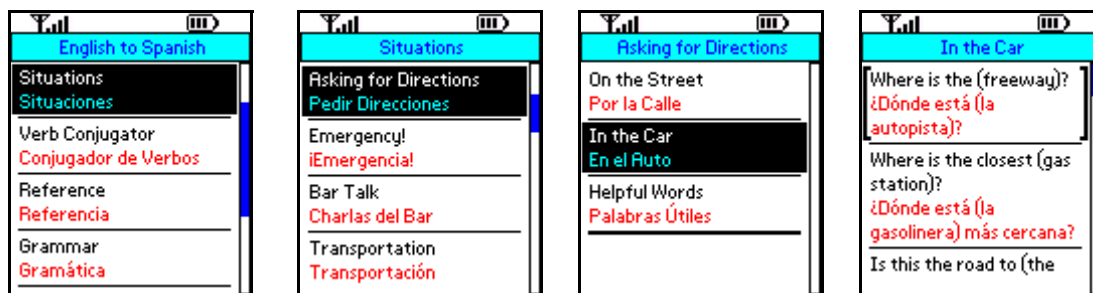 English to Spanish
Situations
Situaciones
Verb Conjugator
Conjugador de Verbos
Reference
Referencia
Grammar
Gramática
Situations
Asking for Directions
Pedir Direcciones
Emergency!
¡Emergencia!
Bar Talk
Charlas del Bar
Transportation
Transportación
Asking for Directions
On the Street
Por la Calle
In the Car
En el Auto
Helpful Words
Palabras Útiles
In the Car
Where is the (freeway)?
¿Dónde está (la
autopista)?
Where is the closest (gas
station)?
¿Dónde está (la
gasolinera) más cercana?
Is this the road to (the